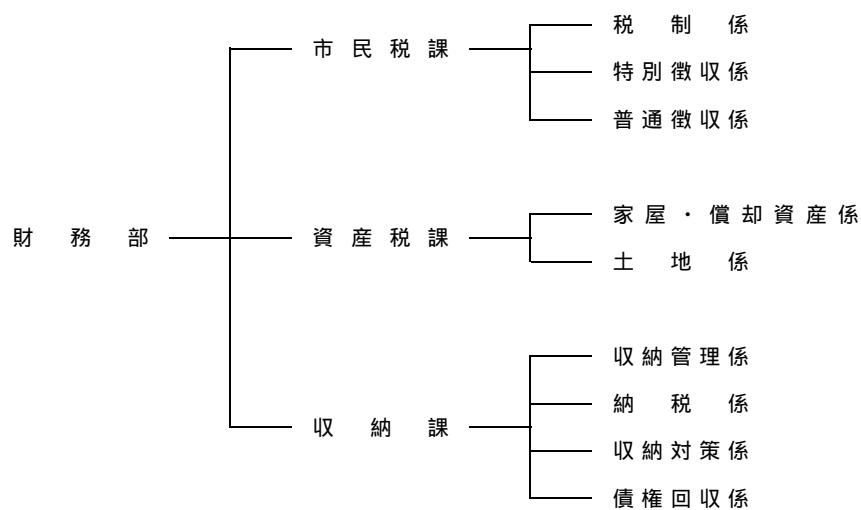 財務部
市民税課
税制係
特別徴収係
普通徴収係
資産税課
家屋・償却資産係
土地係
収納課
収納管理係
納税係
収納対策係
債権回収係